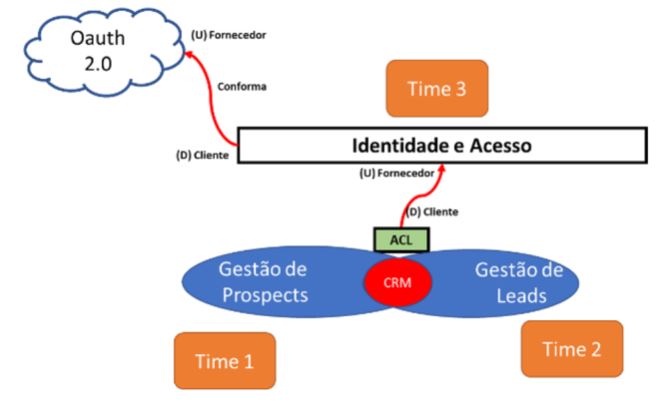 Oauth
2.0
(U) Fornecedor
Conforma
Time 3
Identidade e Acesso
(D) Cliente
(U) Fornecedor
(D) Cliente
ACL
Gestão de
Prospects
CRM
Gestão de
Leads
Time 1
Time 2